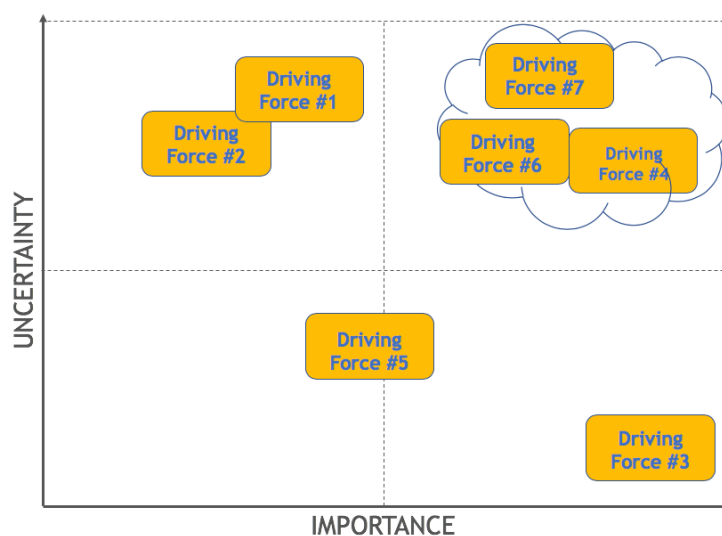 Driving
Force #7
Driving
Force #1
Driving
Force #2
Driving
Force #6
Driving
Force #4
UNCERTAINTY
Driving
Force #5
Driving
Force #3
IMPORTANCE